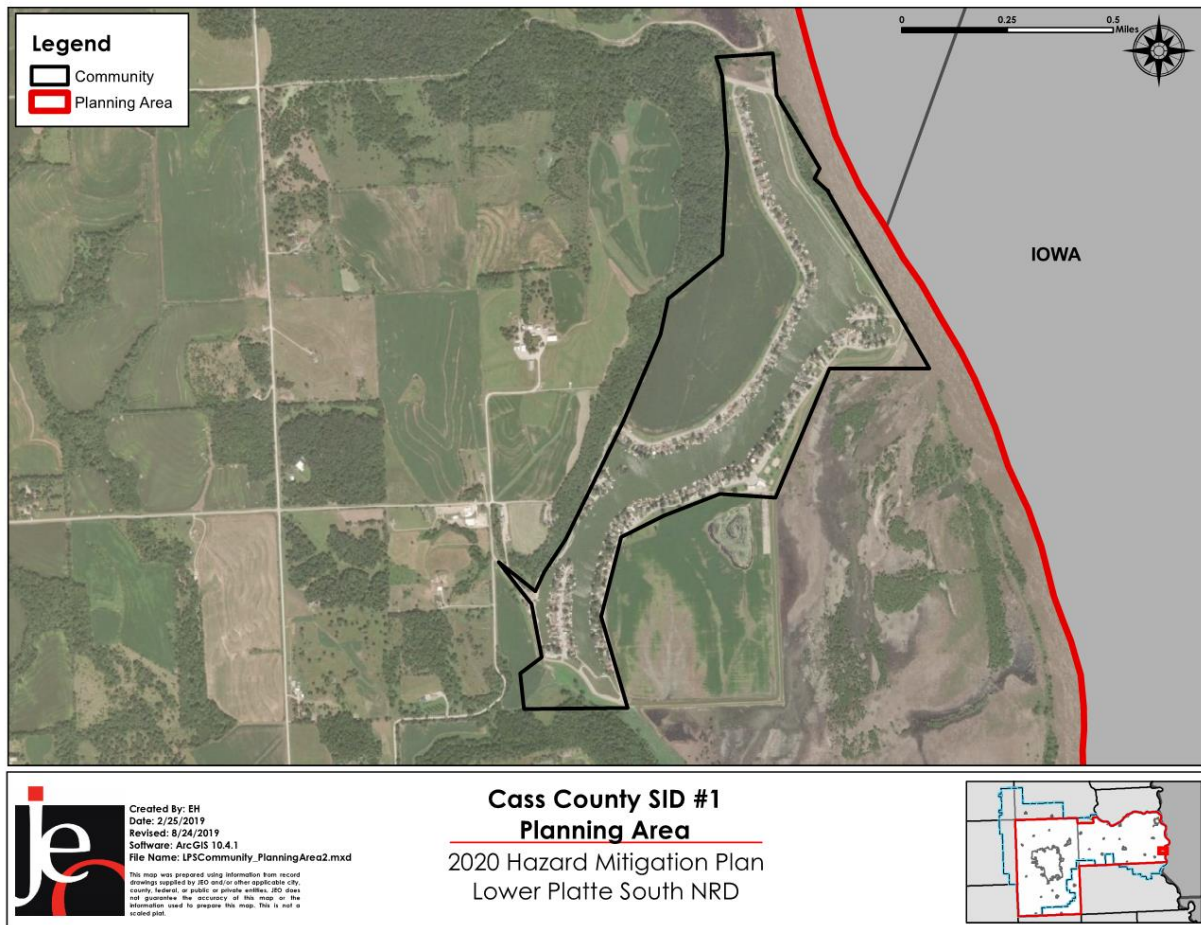 Legend
Community
Planning Area
0 0.25 0.5
Miles
IOWA
jeo
Created By: EH
Date: 2/25/2019
Revised: 8/24/2019
Software: ArcGIS 10.4.1
File Name: LPSCommunity_PlanningArea2.mxd
This map was prepared using information from record
drawings supplied by JEO and/or other applicable city,
county, federal, or public or private entities. JEO does
not guarantee the accuracy of this map or the
information used to prepare this map. This is not a
scaled plat.
Cass County SID #1
Planning Area
2020 Hazard Mitigation Plan
Lower Platte South NRD